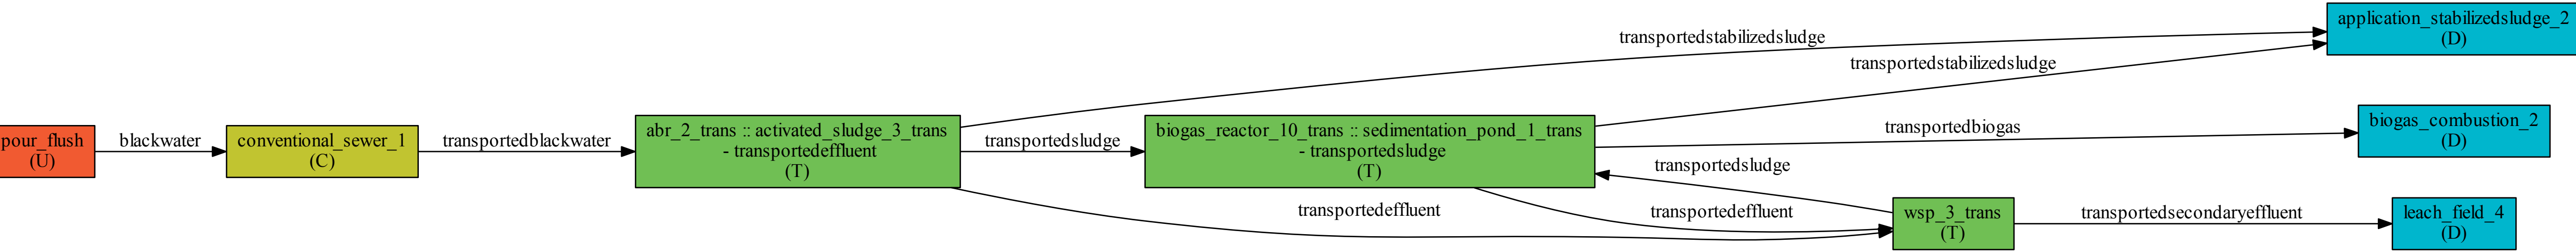 pour_flush
(U)
blackwater
conventional_sewer_1
(C)
transportedblackwater
abr_2_trans :: activated_sludge_3_trans
- transportedeffluent
(T)
transportedstabilizedsludge
transportedsludge
transportedeffluent
biogas_reactor_10_trans :: sedimentation_pond_1_trans
- transportedsludge
(T)
transportedstabilizedsludge
transportedbiogas
transportedsludge
transportedeffluent
wsp_3_trans
(T)
transportedsecondaryeffluent
application_stabilizedsludge_2
(D)
biogas_combustion_2
(D)
leach_field_4
(D)